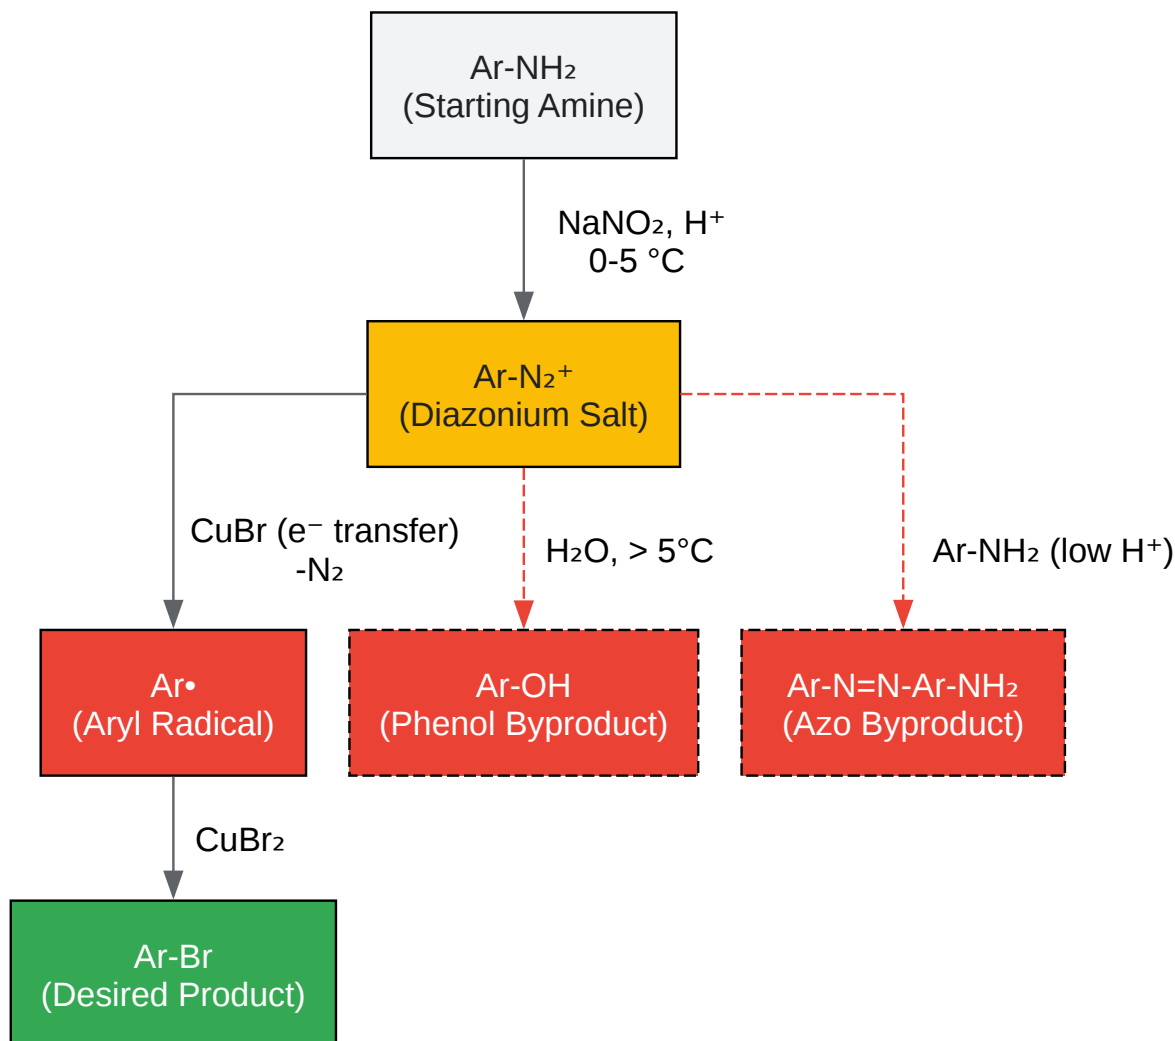 Ar-NH₂
(Starting Amine)
NaNO₂, H⁺
0-5 °C
Ar-N₂⁺
(Diazonium Salt)
CuBr (e⁻ transfer)
-N₂
H₂O, > 5°C
Ar-NH₂ (low H⁺)
Ar•
(Aryl Radical)
Ar-OH
(Phenol Byproduct)
Ar-N=N-Ar-NH₂
(Azo Byproduct)
CuBr₂
Ar-Br
(Desired Product)